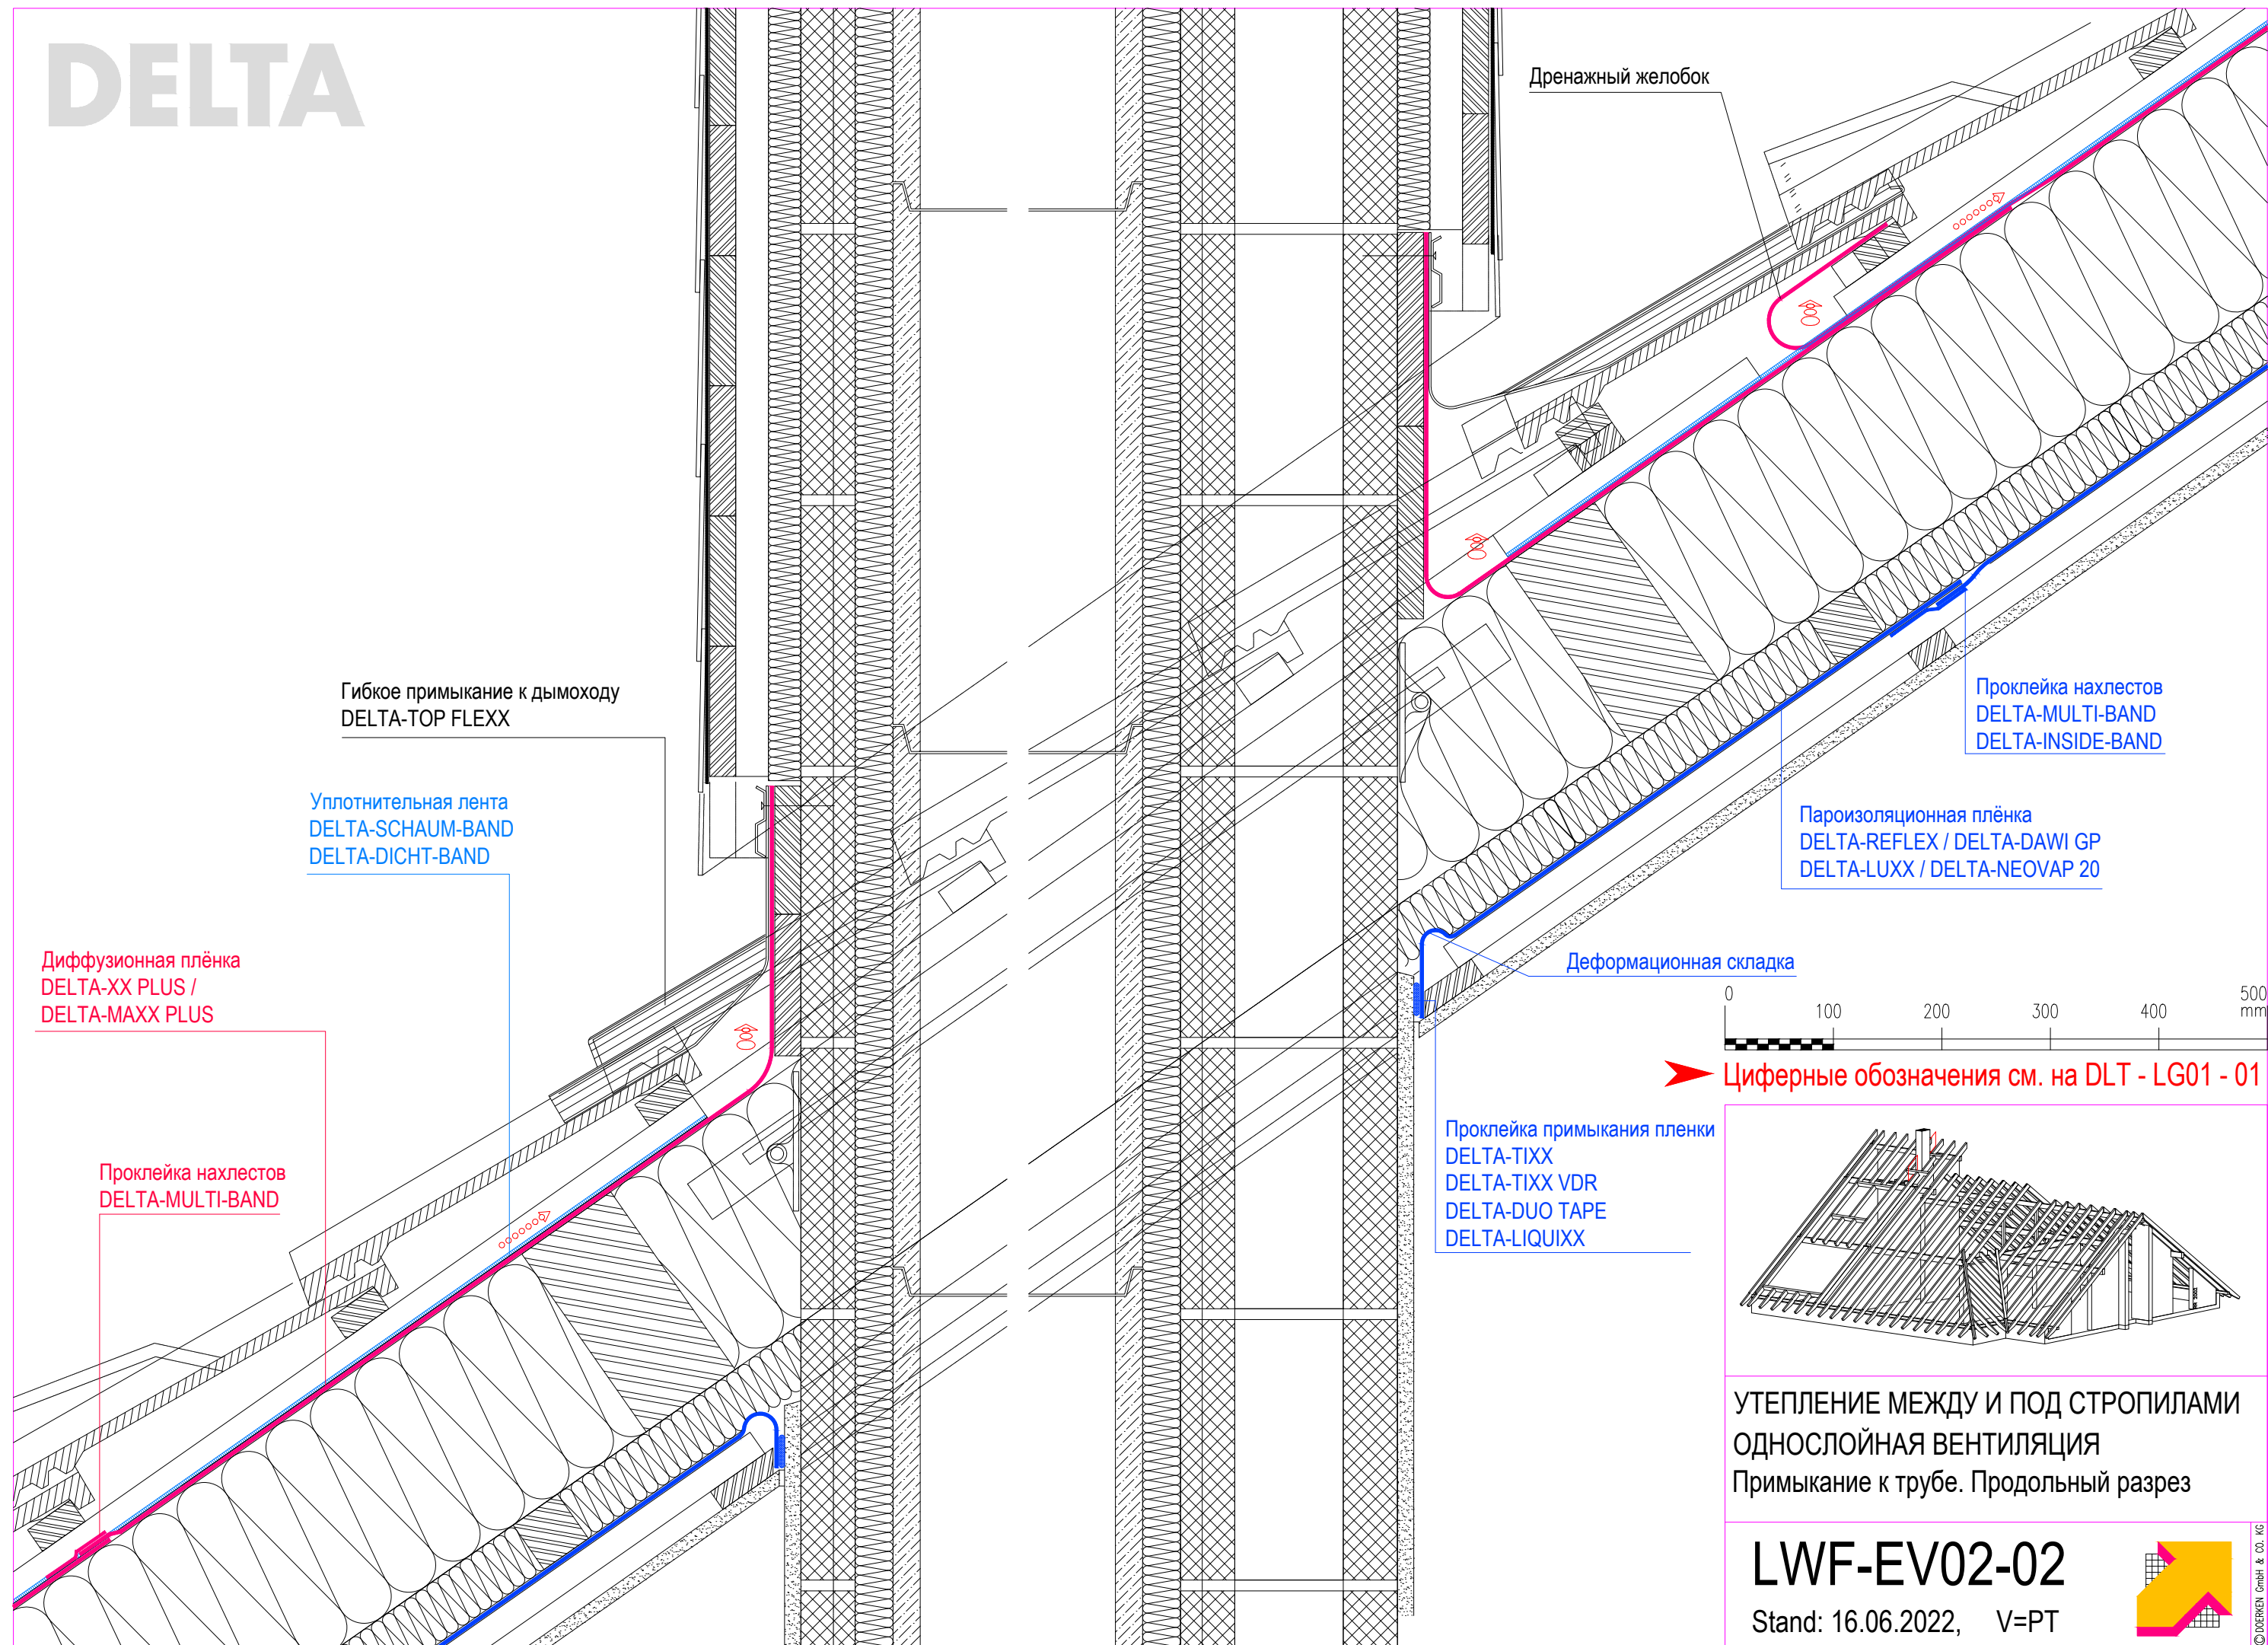 DELTA
Дренажный желобок
Гибкое примыкание к дымоходу
DELTA-TOP FLEXX
Уплотнительная лента
DELTA-SCHAUM-BAND
DELTA-DICHT-BAND
Диффузионная плёнка
DELTA-XX PLUS /
DELTA-MAXX PLUS
Проклейка нахлестов
DELTA-MULTI-BAND
Проклейка нахлестов
DELTA-MULTI-BAND
DELTA-INSIDE-BAND
Пароизоляционная плёнка
DELTA-REFLEX / DELTA-DAWI GP
DELTA-LUXX / DELTA-NEOVAP 20
Деформационная складка
0 100 200 300 400 500
mm
Циферные обозначения см. на DLT - LG01 - 01
Проклейка примыкания пленки
DELTA-TIXX
DELTA-TIXX VDR
DELTA-DUO TAPE
DELTA-LIQUIXX
УТЕПЛЕНИЕ МЕЖДУ И ПОД СТРОПИЛАМИ
ОДНОСЛОЙНАЯ ВЕНТИЛЯЦИЯ
Примыкание к трубе. Продольный разрез
LWF-EV02-02
Stand: 16.06.2022, V=PT
© DOERKEN GmbH & CO. KG